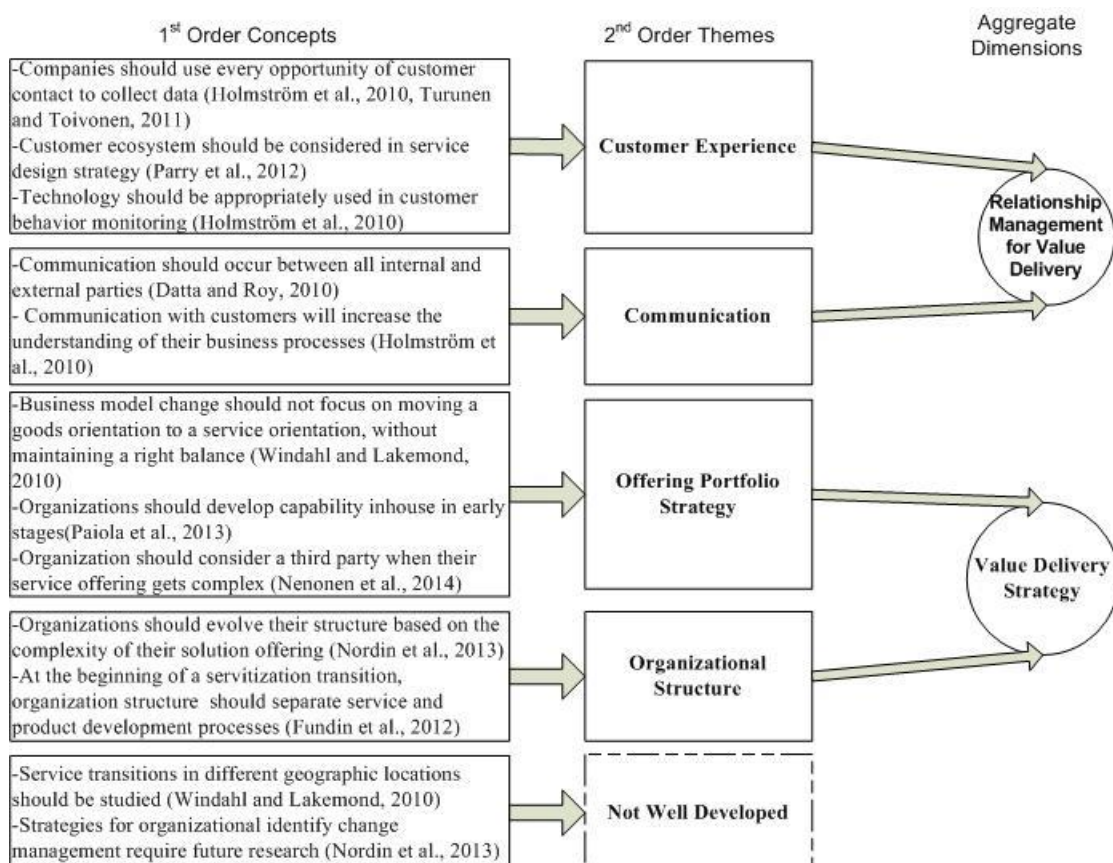 1st Order Concepts
2nd Order Themes
Aggregate
Dimensions
-Companies should use every opportunity of customer
contact to collect data (Holmström et al., 2010, Turunen
and Toivonen, 2011)
-Customer ecosystem should be considered in service
design strategy (Parry et al., 2012)
-Technology should be appropriately used in customer
behavior monitoring (Holmström et al., 2010)
Customer Experience
Relationship
Management
for Value
Delivery
-Communication should occur between all internal and
external parties (Datta and Roy, 2010)
- Communication with customers will increase the
understanding of their business processes (Holmström et
al., 2010)
Communication
-Business model change should not focus on moving a
goods orientation to a service orientation, without
maintaining a right balance (Windahl and Lakemond,
2010)
-Organizations should develop capability inhouse in early
stages(Paiola et al., 2013)
-Organization should consider a third party when their
service offering gets complex (Nenonen et al., 2014)
Offering Portfolio
Strategy
Value Delivery
Strategy
-Organizations should evolve their structure based on the
complexity of their solution offering (Nordin et al., 2013)
-At the beginning of a servitization transition,
organization structure should separate service and
product development processes (Fundin et al., 2012)
Organizational
Structure
-Service transitions in different geographic locations
should be studied (Windahl and Lakemond, 2010)
-Strategies for organizational identify change
management require future research (Nordin et al., 2013)
Not Well Developed